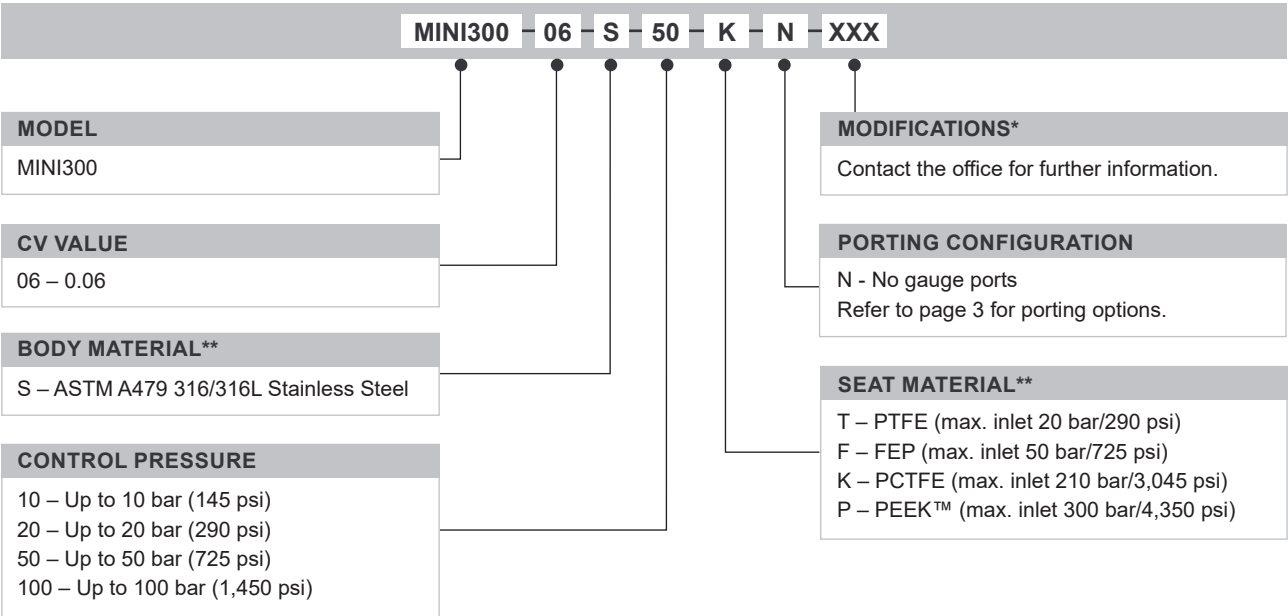 MINI300 06 S 50 K N XXX
MODEL
MINI300
CV VALUE
06 – 0.06
BODY MATERIAL**
S – ASTM A479 316/316L Stainless Steel
CONTROL PRESSURE
10 – Up to 10 bar (145 psi)
20 – Up to 20 bar (290 psi)
50 – Up to 50 bar (725 psi)
100 – Up to 100 bar (1,450 psi)
MODIFICATIONS*
Contact the office for further information.
PORTING CONFIGURATION
N - No gauge ports
Refer to page 3 for porting options.
SEAT MATERIAL**
T – PTFE (max. inlet 20 bar/290 psi)
F – FEP (max. inlet 50 bar/725 psi)
K – PCTFE (max. inlet 210 bar/3,045 psi)
P – PEEK™ (max. inlet 300 bar/4,350 psi)